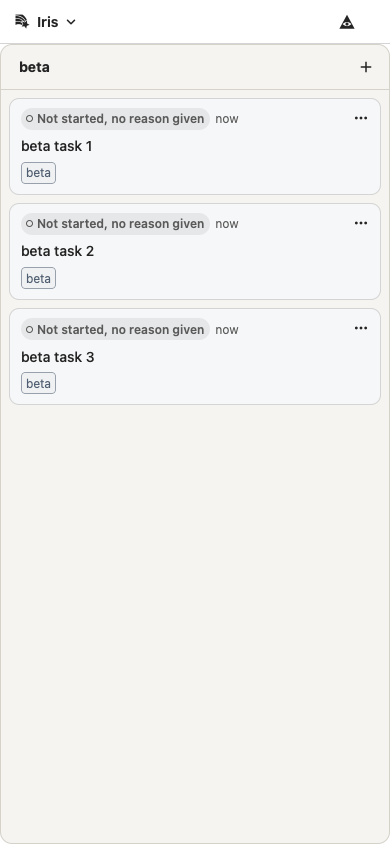 Iris
beta
Not started, no reason given now
beta task 1
beta
Not started, no reason given now
beta task 2
beta
Not started, no reason given now
beta task 3
beta